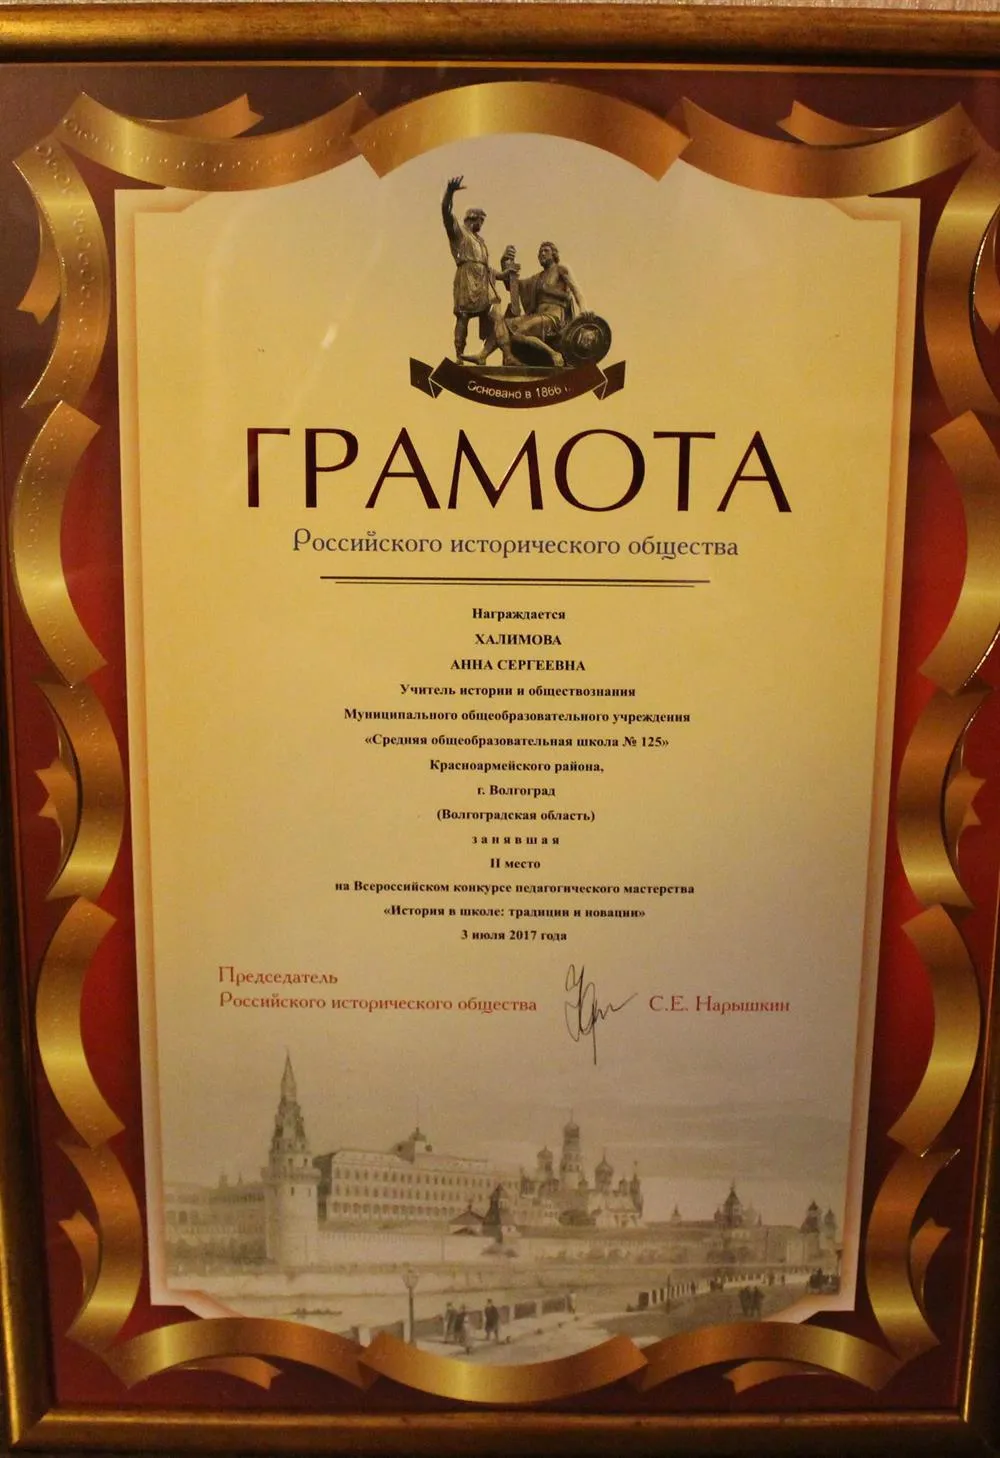 Основано в 1866 г.
ГРАМОТА
Российского исторического общества
Награждается
ХАЛИМОВА
АННА СЕРГЕЕВНА
Учитель истории и обществознания
Муниципального общеобразовательного учреждения
«Средняя общеобразовательная школа № 125»
Красноармейского района,
г. Волгоград
(Волгоградская область)
з а н я в ш а я
II место
на Всероссийском конкурсе педагогического мастерства
«История в школе: традиции и новации»
3 июля 2017 года
Председатель
Российского исторического общества С.Е. Нарышкин